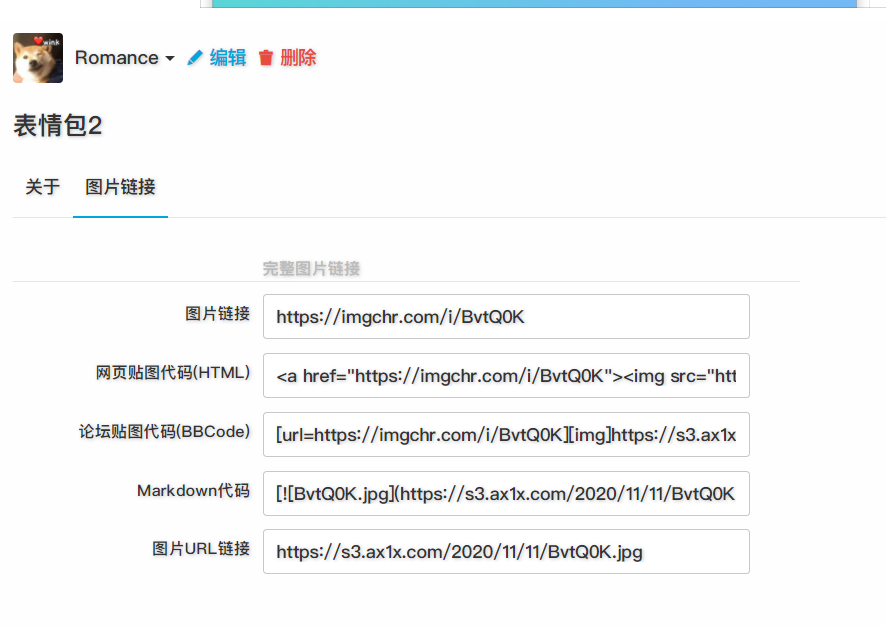 wink
Romance 编辑 删除
表情包2
关于 图片链接
完整图片链接
图片链接 https://imgchr.com/i/BvtQ0K
网页贴图代码(HTML) <a href="https://imgchr.com/i/BvtQ0K"><img src="htt
论坛贴图代码(BBCode) [url=https://imgchr.com/i/BvtQ0K][img]https://s3.ax1x
Markdown代码 [![BvtQ0K.jpg](https://s3.ax1x.com/2020/11/11/BvtQ0K
图片URL链接 https://s3.ax1x.com/2020/11/11/BvtQ0K.jpg